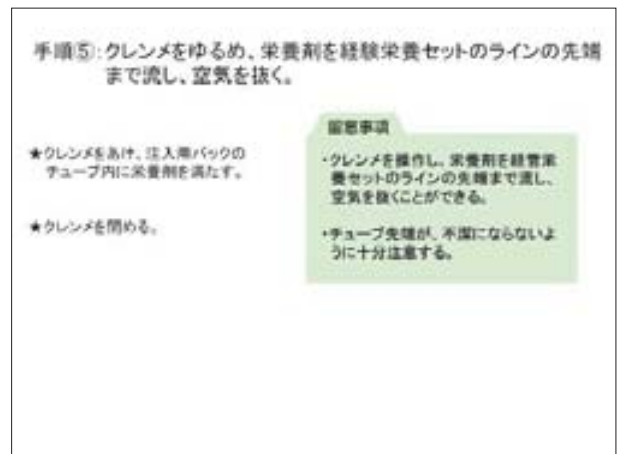 手順⑤:クレンメをゆるめ、栄養剤を経験栄養セットのラインの先端
まで流し、空気を抜く。
★クレンメをあけ、注入用バックの
チューブ内に栄養剤を満たす。
★クレンメを閉める。
留意事項
・クレンメを操作し、栄養剤を経管栄
養セットのラインの先端まで流し、
空気を抜くことができる。
・チューブ先端が、不潔にならないよ
うに十分注意する。